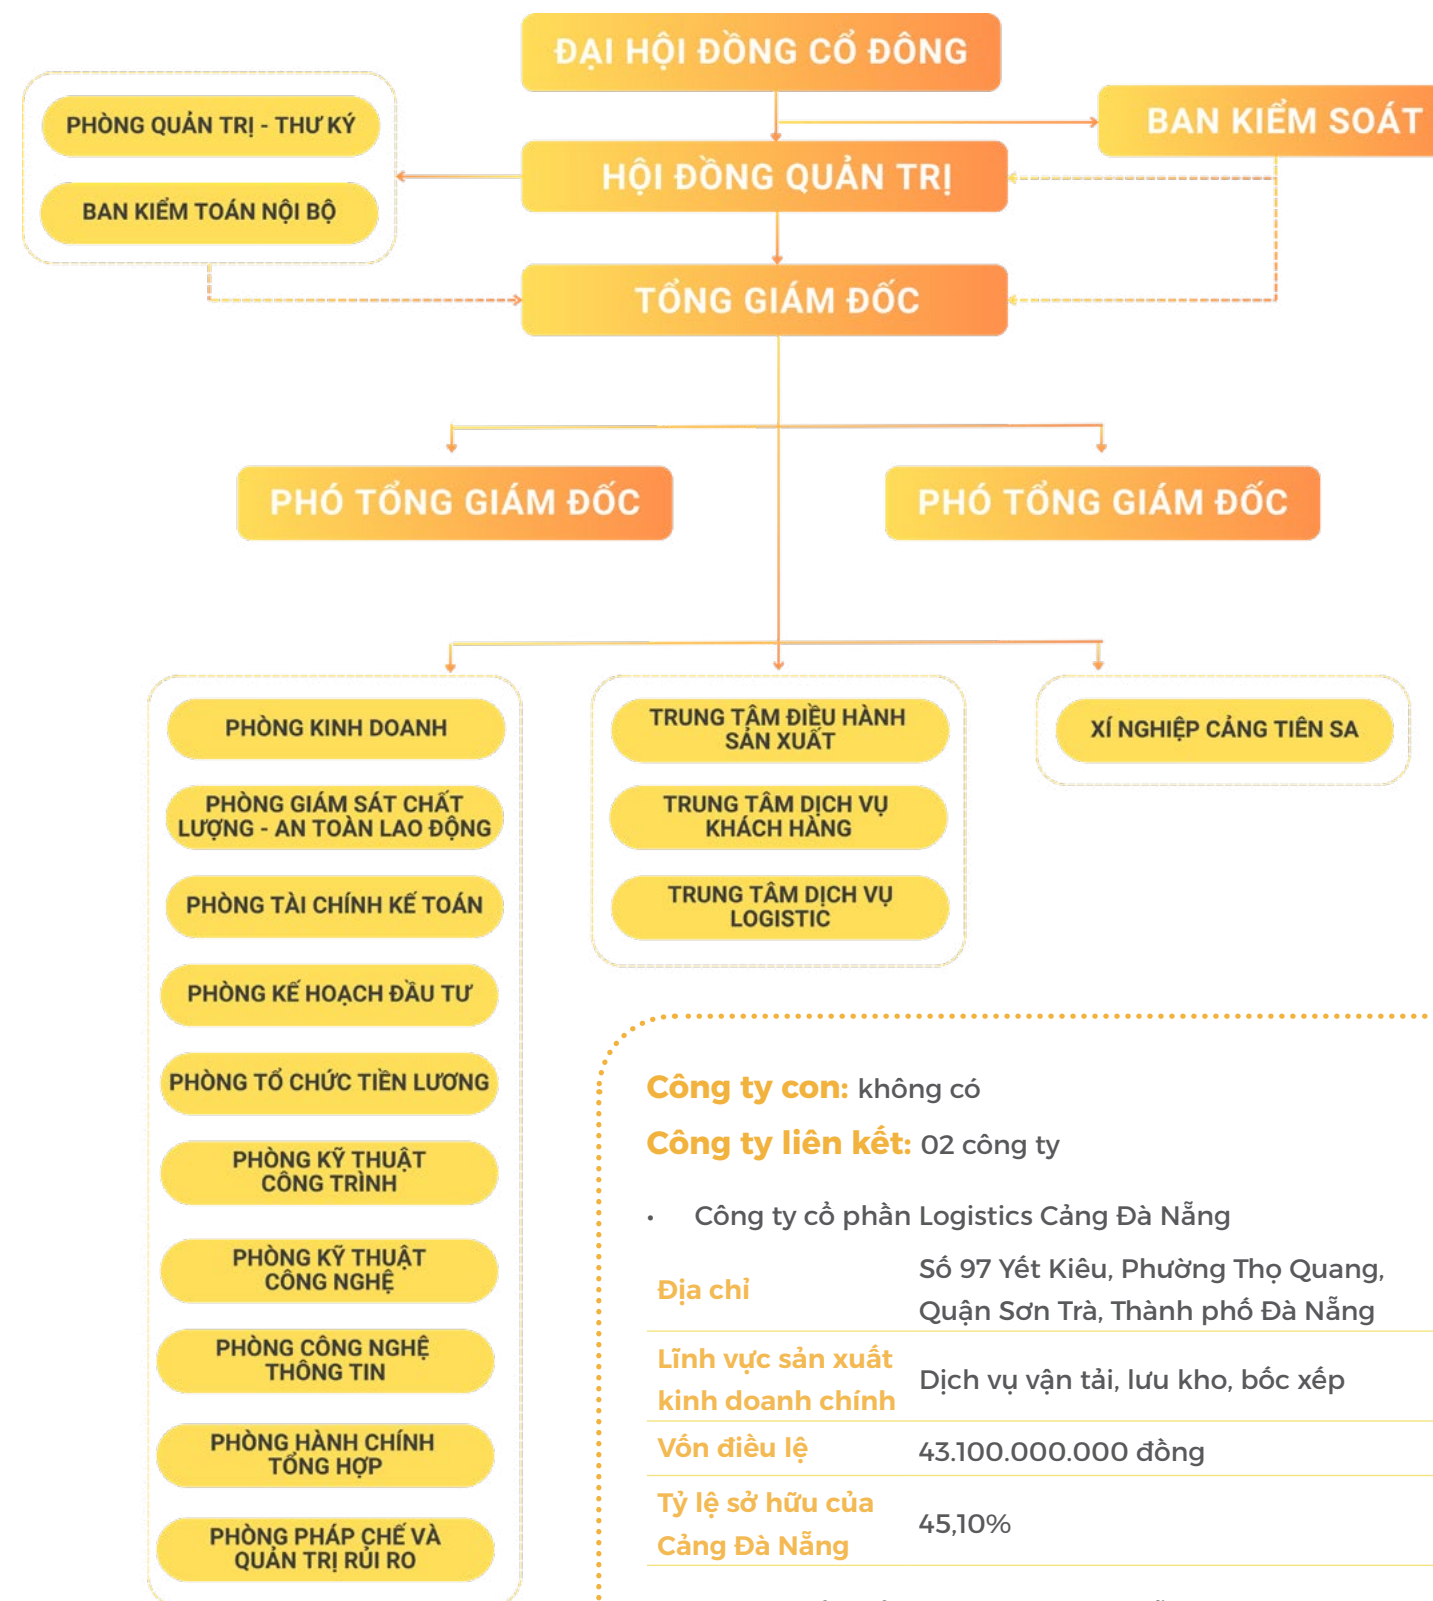 ĐẠI HỘI ĐỒNG CỔ ĐÔNG
BAN KIỂM SOÁT
PHÒNG QUẢN TRỊ - THƯ KÝ
HỘI ĐỒNG QUẢN TRỊ
BAN KIỂM TOÁN NỘI BỘ
TỔNG GIÁM ĐỐC
PHÓ TỔNG GIÁM ĐỐC
PHÓ TỔNG GIÁM ĐỐC
PHÒNG KINH DOANH
PHÒNG GIÁM SÁT CHẤT
LƯỢNG - AN TOÀN LAO ĐỘNG
PHÒNG TÀI CHÍNH KẾ TOÁN
PHÒNG KẾ HOẠCH ĐẦU TƯ
PHÒNG TỔ CHỨC TIỀN LƯƠNG
PHÒNG KỸ THUẬT
CÔNG TRÌNH
PHÒNG KỸ THUẬT
CÔNG NGHỆ
PHÒNG CÔNG NGHỆ
THÔNG TIN
PHÒNG HÀNH CHÍNH
TỔNG HỢP
PHÒNG PHÁP CHẾ VÀ
QUẢN TRỊ RỦI RO
TRUNG TÂM ĐIỀU HÀNH
SẢN XUẤT
TRUNG TÂM DỊCH VỤ
KHÁCH HÀNG
TRUNG TÂM DỊCH VỤ
LOGISTIC
XÍ NGHIỆP CẢNG TIÊN SA
Công ty con: không có
Công ty liên kết: 02 công ty
• Công ty cổ phần Logistics Cảng Đà Nẵng
Địa chỉ
Số 97 Yết Kiêu, Phường Thọ Quang,
Quận Sơn Trà, Thành phố Đà Nẵng
Lĩnh vực sản xuất
kinh doanh chính
Dịch vụ vận tải, lưu kho, bốc xếp
Vốn điều lệ
43.100.000.000 đồng
Tỷ lệ sở hữu của
Cảng Đà Nẵng
45,10%